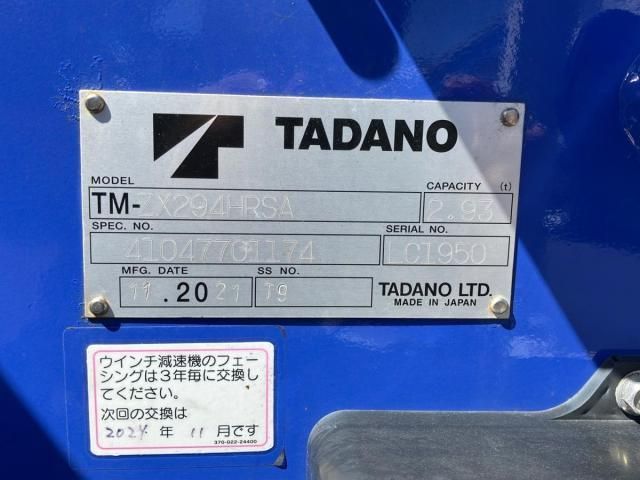 TADANO
MODEL
CAPACITY (t)
TM-ZX294HRSA
2.93
SPEC. NO.
SERIAL NO.
41047701174
LC1950
MFG. DATE
SS NO.
11 .20 21
T9
TADANO LTD.
MADE IN JAPAN
ウインチ減速機のフェー
シングは3年毎に交換し
てください。
次回の交換は
2024 年 11 月です
370-022-24400